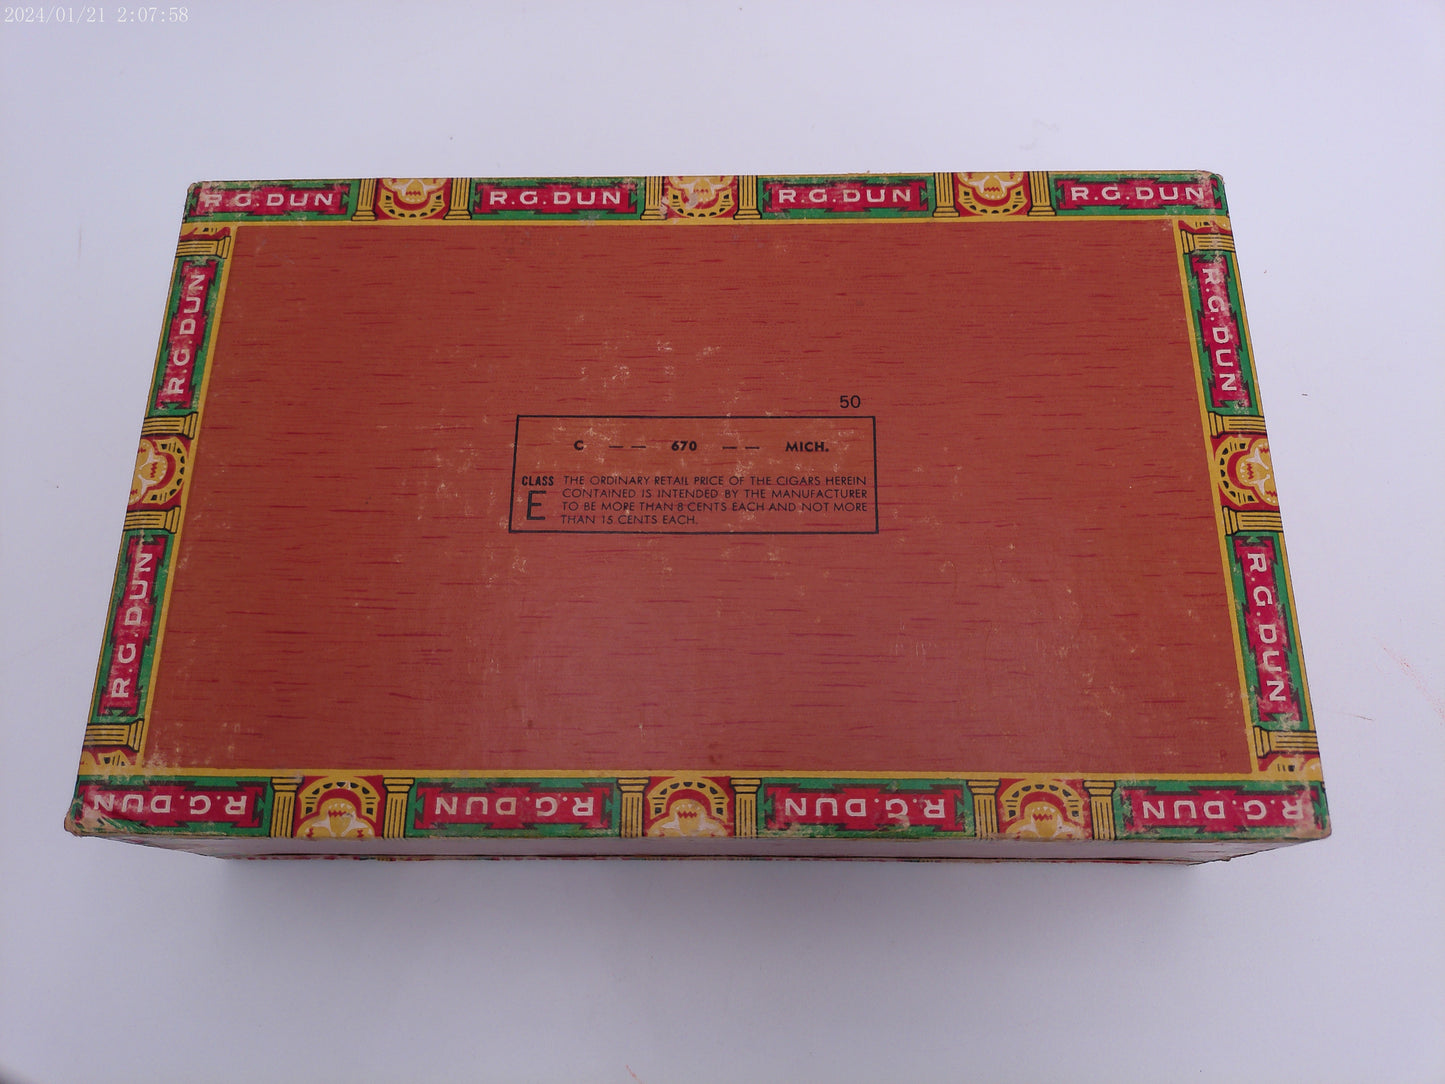 2024/01/21 2:07:58
R.G.DUN R.G.DUN R.G.DUN R.G.DUN
R.G.DUN
R.G.DUN
50
C -- 670 -- MICH.
CLASS E
THE ORDINARY RETAIL PRICE OF THE CIGARS HEREIN
CONTAINED IS INTENDED BY THE MANUFACTURER
TO BE MORE THAN 8 CENTS EACH AND NOT MORE
THAN 15 CENTS EACH.
R.G.DUN
R.G.DUN
R.G.DUN R.G.DUN R.G.DUN R.G.DUN